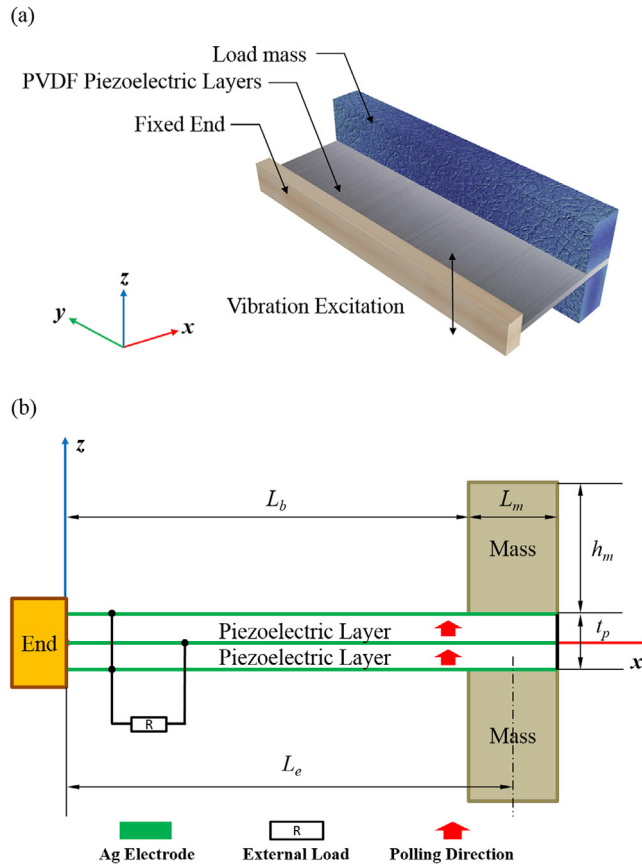 (a)
Load mass
PVDF Piezoelectric Layers
Fixed End
Vibration Excitation
z
y
x
(b)
z
L_b
L_m
Mass
h_m
End
Piezoelectric Layer
Piezoelectric Layer
t_p
x
R
Mass
L_e
R
Ag Electrode
External Load
Polling Direction